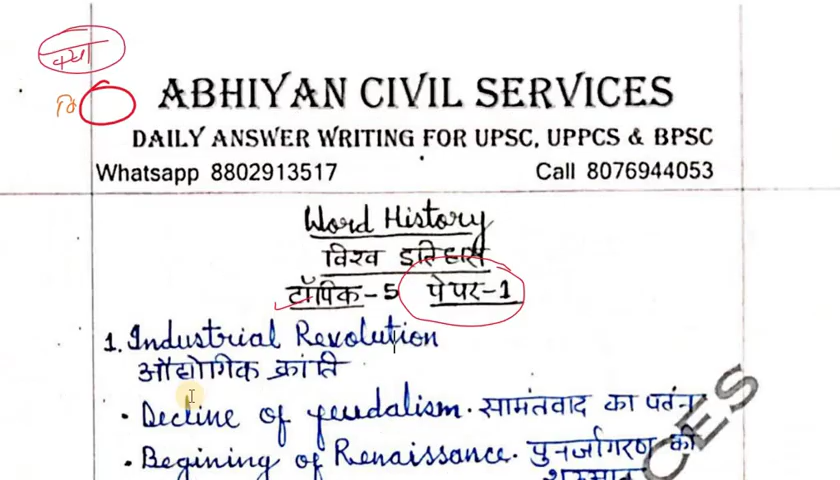 क्या
ABHIYAN CIVIL SERVICES
DAILY ANSWER WRITING FOR UPSC, UPPCS & BPSC
Whatsapp 8802913517 Call 8076944053
Word History
विश्व इतिहास
टॉपिक-5 पेपर-1
1. Industrial Revolution
औद्योगिक क्रांति
• Decline of feudalism. सामंतवाद का पतन
• Begining of Renaissance. पुनर्जागरण की
CES